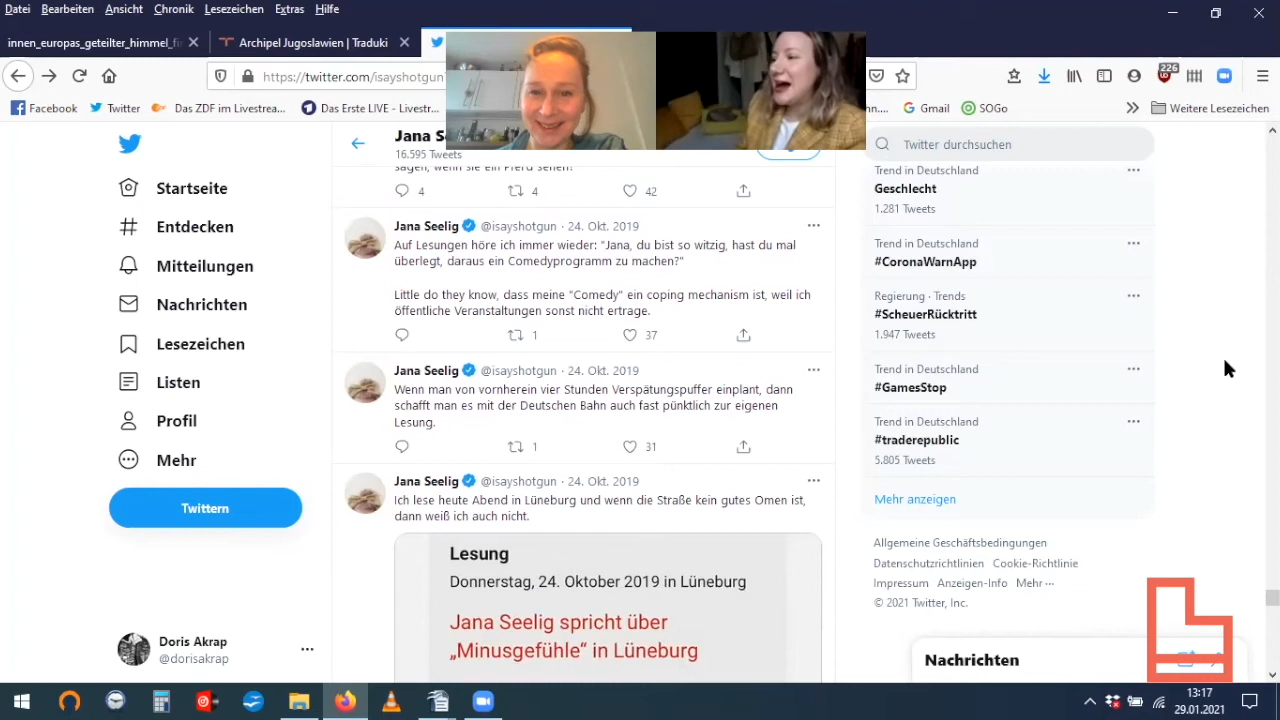 Datei Bearbeiten Ansicht Chronik Lesezeichen Extras Hilfe
innen_europas_geteilter_himmel_fi
Archipel Jugoslawien | Traduki
https://twitter.com/isayshotgun
226
Facebook
Twitter
Das ZDF im Livestrea...
Das Erste LIVE - Livestr...
Gmail
SOGo
Weitere Lesezeichen
Startseite
Entdecken
Mitteilungen
Nachrichten
Lesezeichen
Listen
Profil
Mehr
Twittern
Doris Akrap
@dorisakrap
Jana S
16.595 Tweets
sagen, wenn sie ein Pferd sehen?
4 4 42
Jana Seelig @isayshotgun · 24. Okt. 2019
Auf Lesungen höre ich immer wieder: "Jana, du bist so witzig, hast du mal
überlegt, daraus ein Comedyprogramm zu machen?"
Little do they know, dass meine "Comedy" ein coping mechanism ist, weil ich
öffentliche Veranstaltungen sonst nicht ertrage.
1 37
Jana Seelig @isayshotgun · 24. Okt. 2019
Wenn man von vornherein vier Stunden Verspätungspuffer einplant, dann
schafft man es mit der Deutschen Bahn auch fast pünktlich zur eigenen
Lesung.
1 31
Jana Seelig @isayshotgun · 24. Okt. 2019
Ich lese heute Abend in Lüneburg und wenn die Straße kein gutes Omen ist,
dann weiß ich auch nicht.
Lesung
Donnerstag, 24. Oktober 2019 in Lüneburg
Jana Seelig spricht über
„Minusgefühle“ in Lüneburg
Twitter durchsuchen
Trend in Deutschland
Geschlecht
1.281 Tweets
Trend in Deutschland
#CoronaWarnApp
Regierung · Trends
#ScheuerRücktritt
1.947 Tweets
Trend in Deutschland
#GamesStop
Trend in Deutschland
#traderepublic
5.805 Tweets
Mehr anzeigen
Allgemeine Geschäftsbedingungen
Datenschutzrichtlinien Cookie-Richtlinie
Impressum Anzeigen-Info Mehr ···
© 2021 Twitter, Inc.
Nachrichten
13:17
29.01.2021